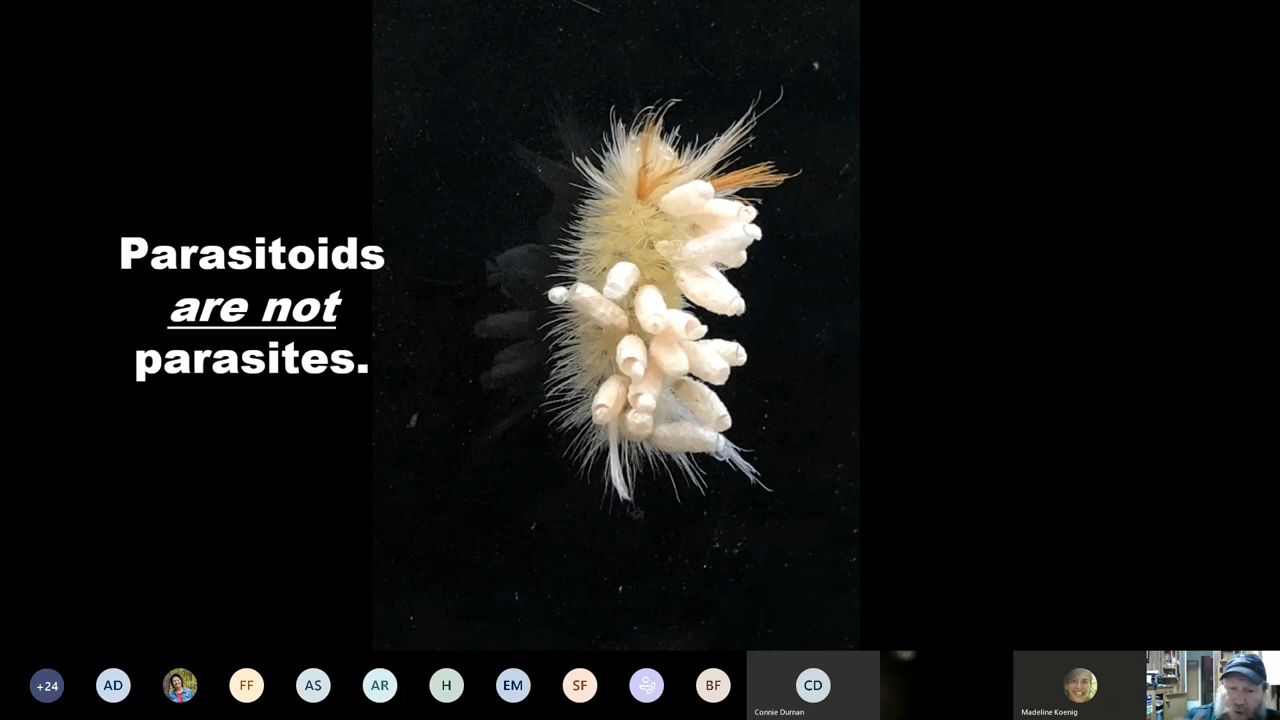 Parasitoids
are not
parasites.
+24
AD
FF
AS
AR
H
EM
SF
BF
CD
Connie Durnan
Madeline Koenig